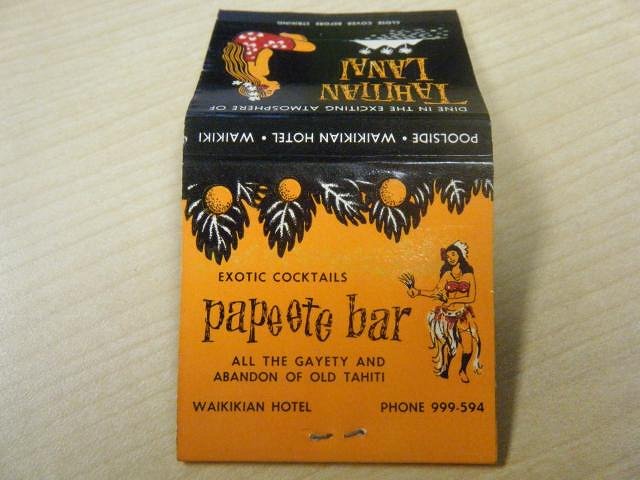 CLOSE COVER BEFORE STRIKING
TAHITIAN
LANAI
DINE IN THE EXCITING ATMOSPHERE OF
POOLSIDE • WAIKIKIAN HOTEL • WAIKIKI
EXOTIC COCKTAILS
papeete bar
ALL THE GAYETY AND
ABANDON OF OLD TAHITI
WAIKIKIAN HOTEL PHONE 999-594